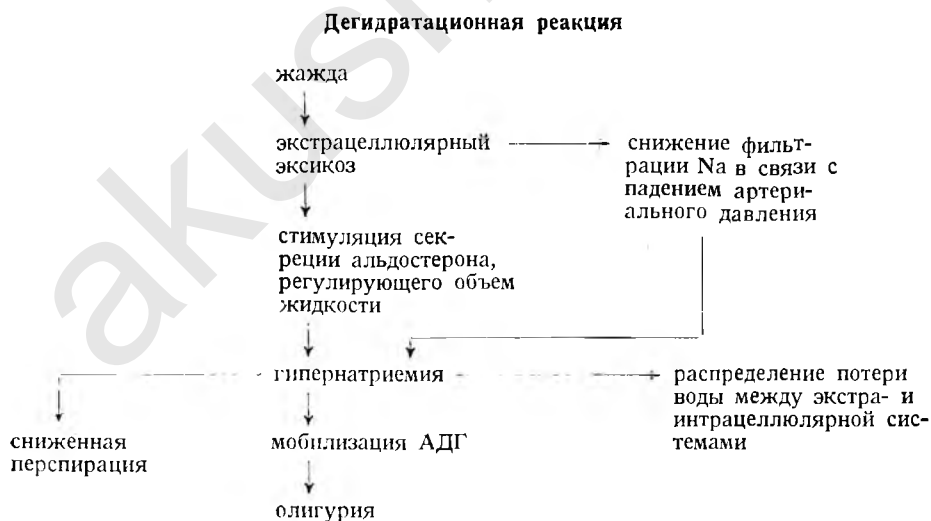 Дегидратационная реакция
жажда
экстрацеллюлярный
эксикоз
снижение фильт-
рации Na в связи с
падением артери-
ального давления
стимуляция сек-
реции альдостерона,
регулирующего объем
жидкости
гипернатриемия
распределение потери
воды между экстра- и
интрацеллюлярной сис-
темами
сниженная
перспирация
мобилизация АДГ
олигурия